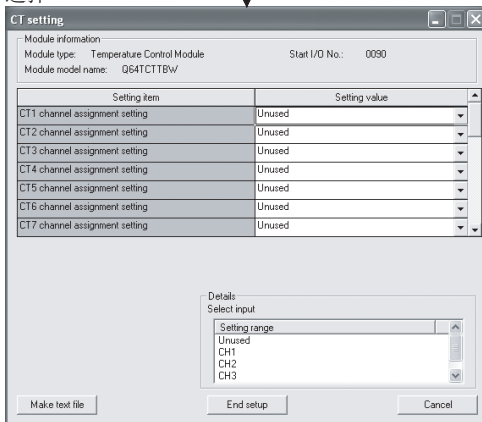 选择
CT setting
Module information
Module type: Temperature Control Module Start I/O No.: 0090
Module model name: Q64TCTTBW
Setting item Setting value
CT1 channel assignment setting Unused
CT2 channel assignment setting Unused
CT3 channel assignment setting Unused
CT4 channel assignment setting Unused
CT5 channel assignment setting Unused
CT6 channel assignment setting Unused
CT7 channel assignment setting Unused
Details
Select input
Setting range
Unused
CH1
CH2
CH3
Make text file End setup Cancel